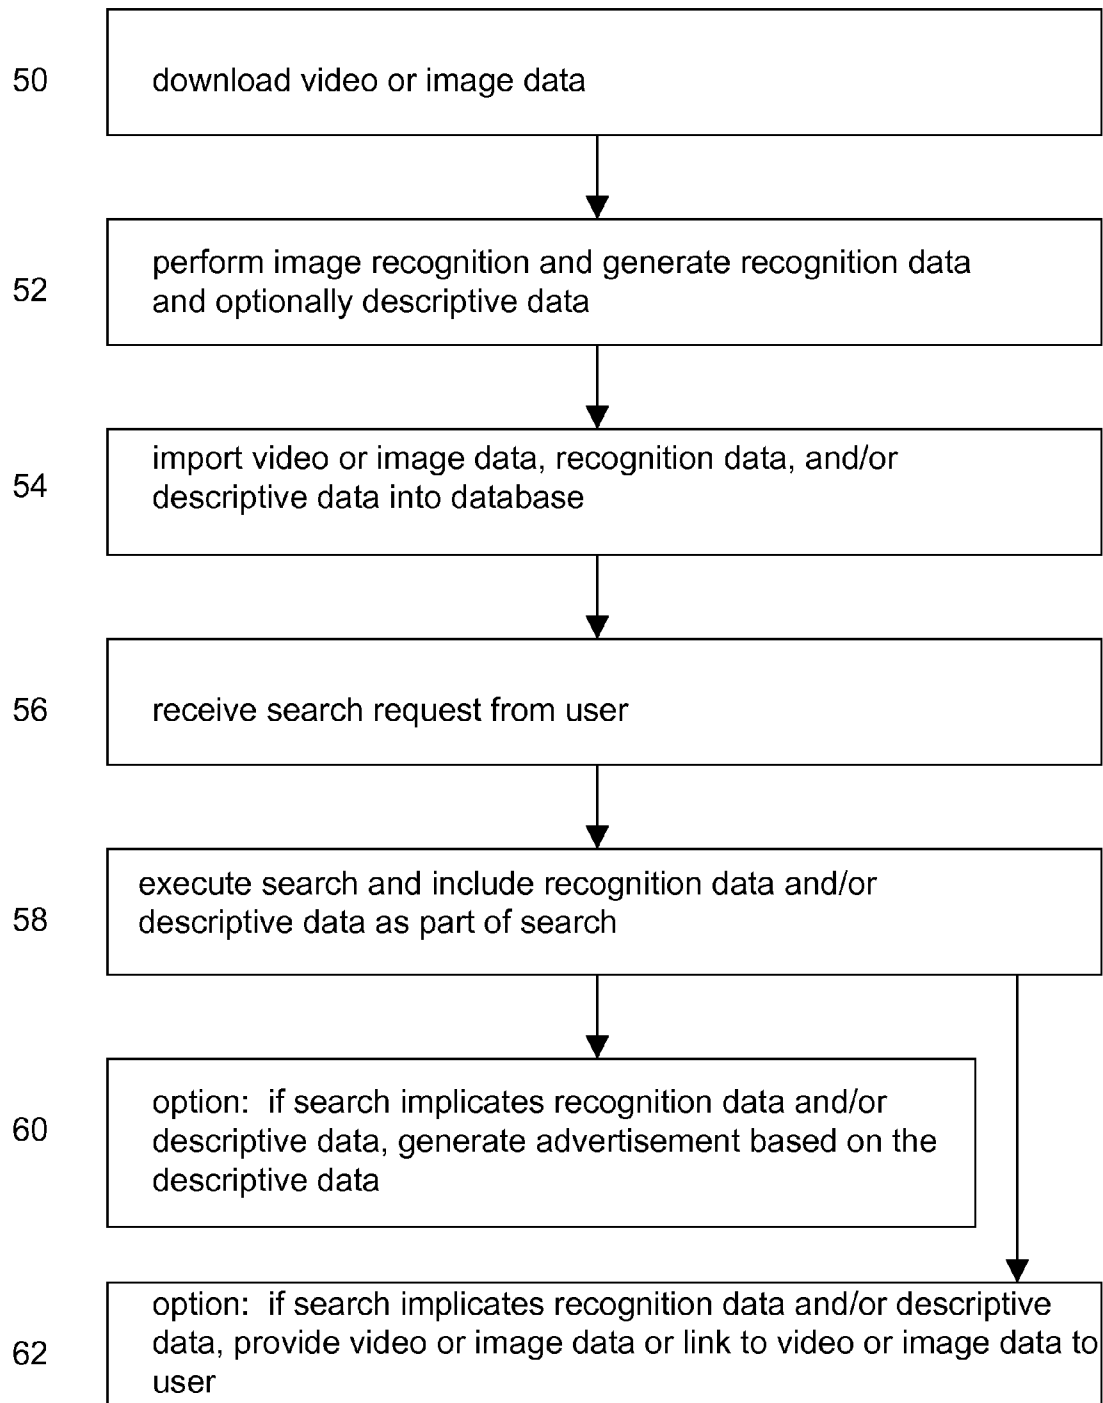 50
download video or image data
52
perform image recognition and generate recognition data
and optionally descriptive data
54
import video or image data, recognition data, and/or
descriptive data into database
56
receive search request from user
58
execute search and include recognition data and/or
descriptive data as part of search
60
option:  if search implicates recognition data and/or
descriptive data, generate advertisement based on the
descriptive data
62
option:  if search implicates recognition data and/or descriptive
data, provide video or image data or link to video or image data to
user